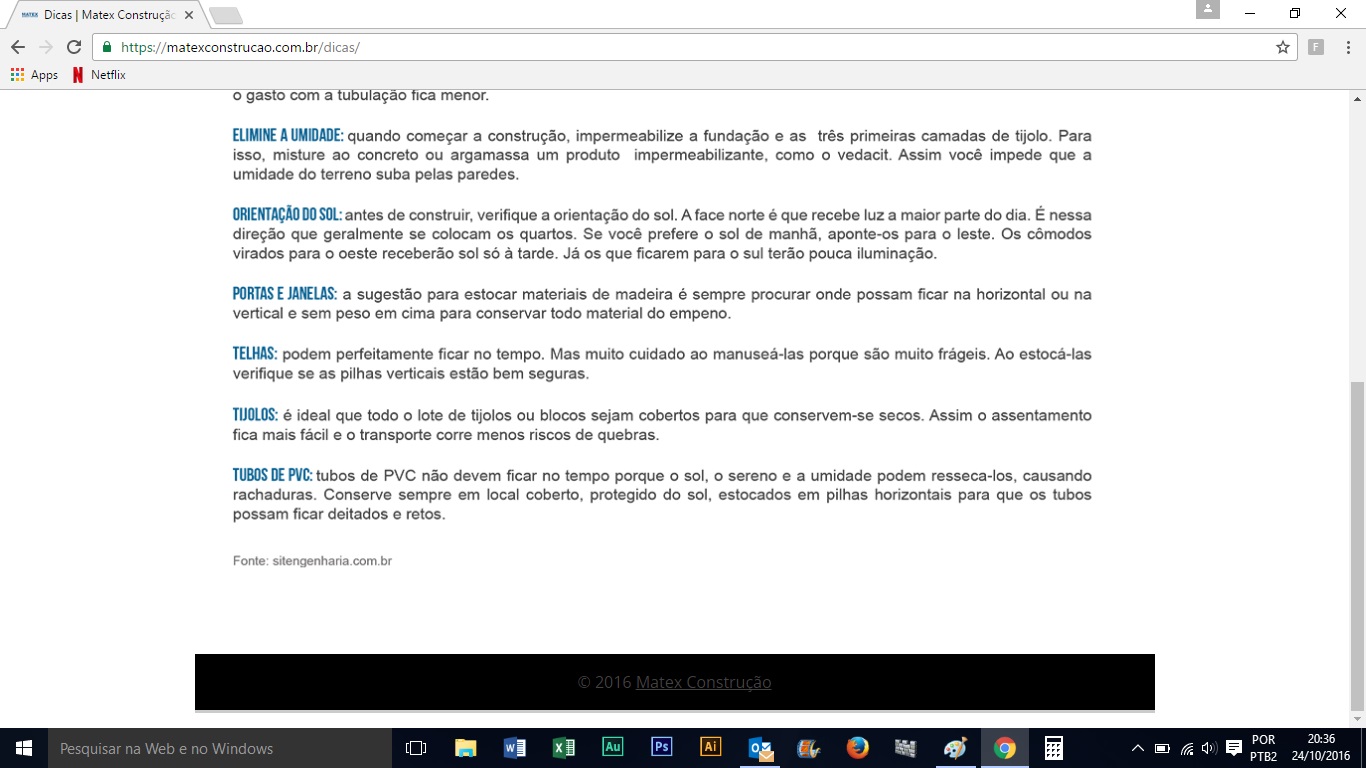 Dicas | Matex Construçã
https://matexconstrucao.com.br/dicas/
F
Apps Netflix
o gasto com a tubulação fica menor.
ELIMINE A UMIDADE: quando começar a construção, impermeabilize a fundação e as três primeiras camadas de tijolo. Para
isso, misture ao concreto ou argamassa um produto impermeabilizante, como o vedacit. Assim você impede que a
umidade do terreno suba pelas paredes.
ORIENTAÇÃO DO SOL: antes de construir, verifique a orientação do sol. A face norte é que recebe luz a maior parte do dia. É nessa
direção que geralmente se colocam os quartos. Se você prefere o sol de manhã, aponte-os para o leste. Os cômodos
virados para o oeste receberão sol só à tarde. Já os que ficarem para o sul terão pouca iluminação.
PORTAS E JANELAS: a sugestão para estocar materiais de madeira é sempre procurar onde possam ficar na horizontal ou na
vertical e sem peso em cima para conservar todo material do empeno.
TELHAS: podem perfeitamente ficar no tempo. Mas muito cuidado ao manuseá-las porque são muito frágeis. Ao estocá-las
verifique se as pilhas verticais estão bem seguras.
TIJOLOS: é ideal que todo o lote de tijolos ou blocos sejam cobertos para que conservem-se secos. Assim o assentamento
fica mais fácil e o transporte corre menos riscos de quebras.
TUBOS DE PVC: tubos de PVC não devem ficar no tempo porque o sol, o sereno e a umidade podem resseca-los, causando
rachaduras. Conserve sempre em local coberto, protegido do sol, estocados em pilhas horizontais para que os tubos
possam ficar deitados e retos.
Fonte: sitengenharia.com.br
© 2016 Matex Construção
Pesquisar na Web e no Windows
Au Ps Ai
POR 20:36
PTB2 24/10/2016